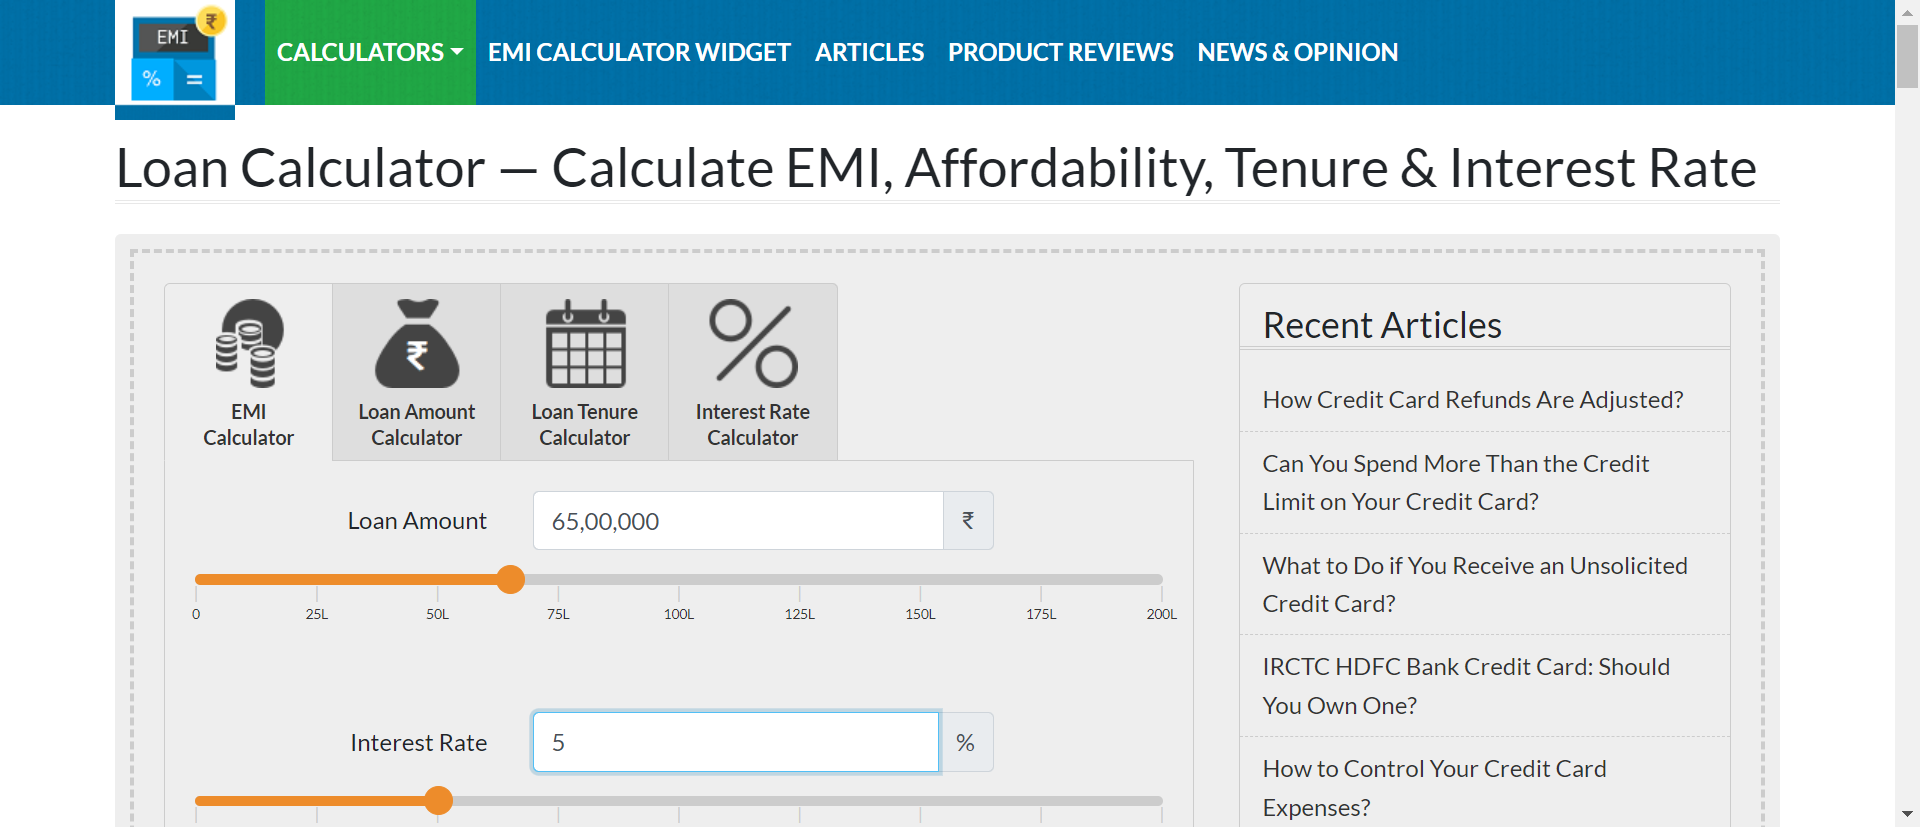 EMI
₹
% =
CALCULATORS EMI CALCULATOR WIDGET ARTICLES PRODUCT REVIEWS NEWS & OPINION
Loan Calculator — Calculate EMI, Affordability, Tenure & Interest Rate
EMI
Calculator
₹
Loan Amount
Calculator
Loan Tenure
Calculator
Interest Rate
Calculator
Loan Amount 65,00,000 ₹
0 25L 50L 75L 100L 125L 150L 175L 200L
Interest Rate 5 %
Recent Articles
How Credit Card Refunds Are Adjusted?
Can You Spend More Than the Credit
Limit on Your Credit Card?
What to Do if You Receive an Unsolicited
Credit Card?
IRCTC HDFC Bank Credit Card: Should
You Own One?
How to Control Your Credit Card
Expenses?